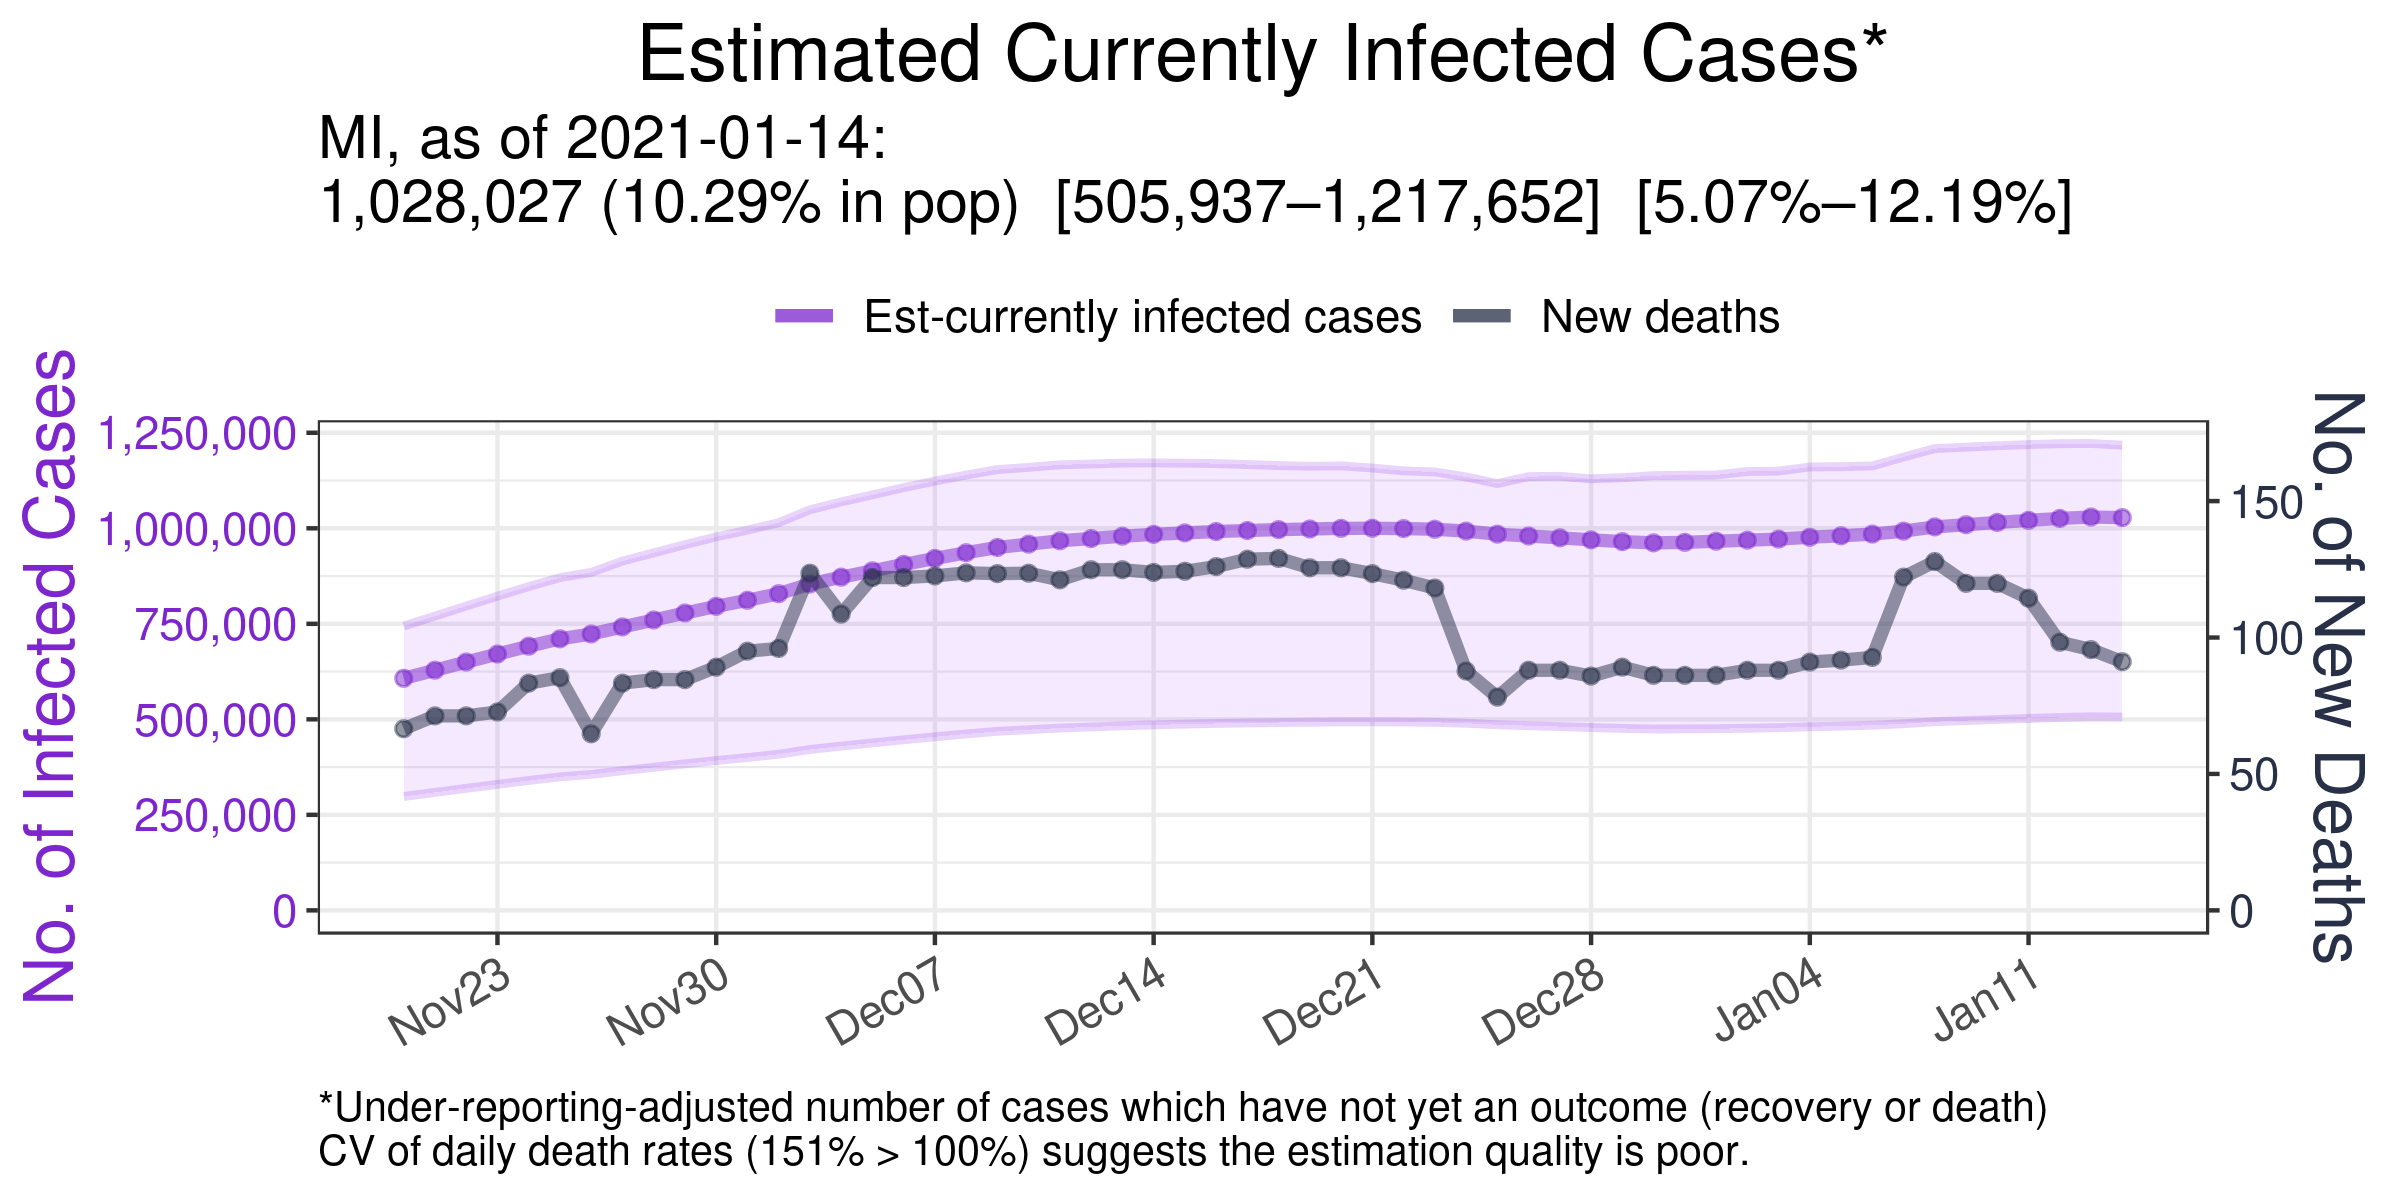 Estimated Currently Infected Cases*
MI, as of 2021-01-14:
1,028,027 (10.29% in pop)  [505,937–1,217,652]  [5.07%–12.19%]
Est-currently infected cases
New deaths
No. of Infected Cases
1,250,000
1,000,000
750,000
500,000
250,000
0
150
100
50
0
No. of New Deaths
Nov23
Nov30
Dec07
Dec14
Dec21
Dec28
Jan04
Jan11
*Under-reporting-adjusted number of cases which have not yet an outcome (recovery or death)
CV of daily death rates (151% > 100%) suggests the estimation quality is poor.